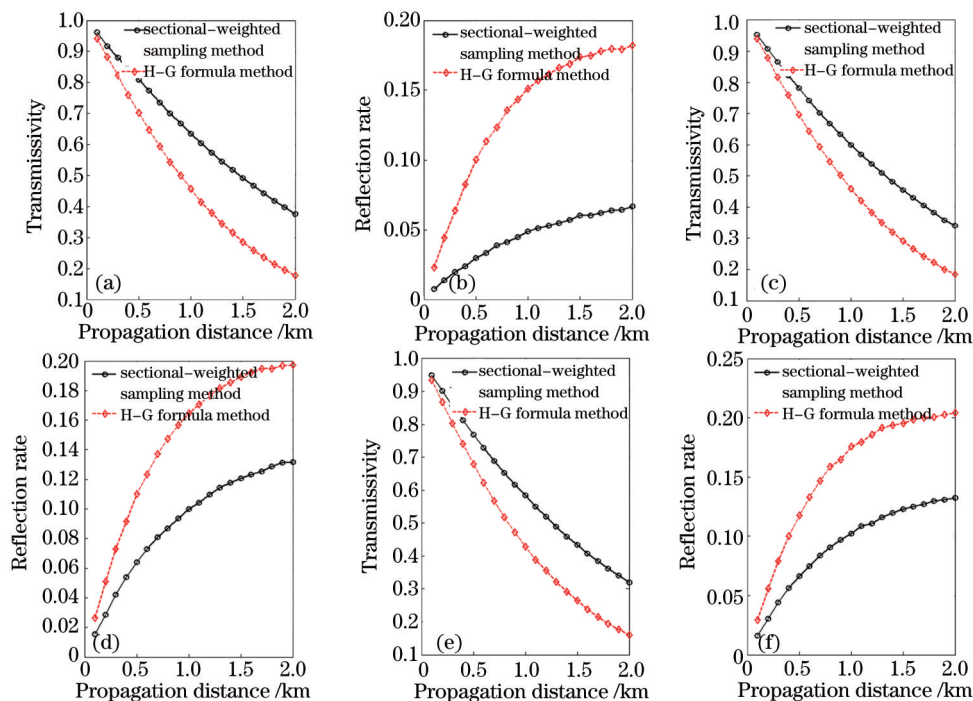 1.0
0.9
0.8
0.7
0.6
0.5
0.4
0.3
0.2
0.1
Transmissivity
sectional-weighted
sampling method
H-G formula method
(a)
0.5 1.0 1.5 2.0
Propagation distance /km
0.20
0.15
0.10
0.05
0
Reflection rate
sectional-weighted
sampling method
H-G formula method
(b)
0 0.5 1.0 1.5 2.0
Propagation distance /km
1.0
0.9
0.8
0.7
0.6
0.5
0.4
0.3
0.2
0.1
Transmissivity
sectional-weighted
sampling method
H-G formula method
(c)
0 0.5 1.0 1.5 2.0
Propagation distance /km
0.20
0.18
0.16
0.14
0.12
0.10
0.08
0.06
0.04
0.02
0
Reflection rate
sectional-weighted
sampling method
H-G formula method
(d)
0 0.5 1.0 1.5 2.0
Propagation distance /km
1.0
0.9
0.8
0.7
0.6
0.5
0.4
0.3
0.2
0.1
Transmissivity
sectional-weighted
sampling method
H-G formula method
(e)
0 0.5 1.0 1.5 2.0
Propagation distance /km
0.25
0.20
0.15
0.10
0.05
0
Reflection rate
sectional-weighted
sampling method
H-G formula method
(f)
0 0.5 1.0 1.5 2.0
Propagation distance /km